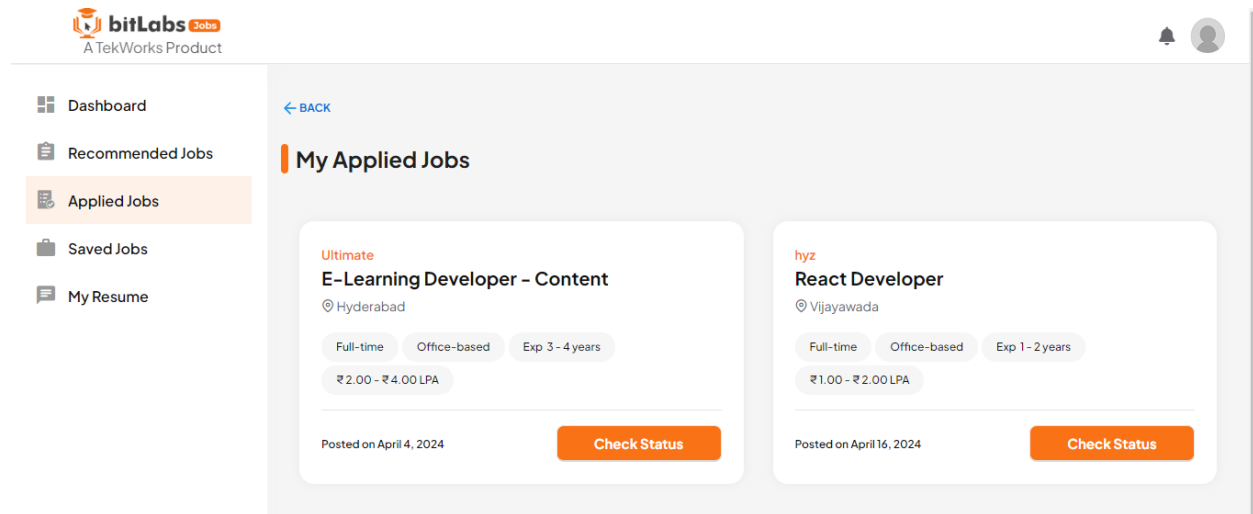 bitLabs Jobs
A TekWorks Product
Dashboard
Recommended Jobs
Applied Jobs
Saved Jobs
My Resume
BACK
My Applied Jobs
Ultimate
E-Learning Developer - Content
Hyderabad
Full-time Office-based Exp 3 - 4 years
₹ 2.00 - ₹ 4.00 LPA
Posted on April 4, 2024
Check Status
hyz
React Developer
Vijayawada
Full-time Office-based Exp 1 - 2 years
₹ 1.00 - ₹ 2.00 LPA
Posted on April 16, 2024
Check Status